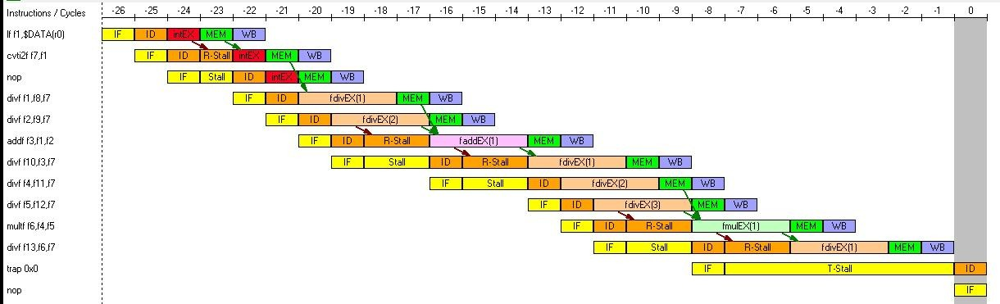 Instructions / Cycles -26 -25 -24 -23 -22 -21 -20 -19 -18 -17 -16 -15 -14 -13 -12 -11 -10 -9 -8 -7 -6 -5 -4 -3 -2 -1 0
lf f1,$DATA(r0) IF ID intEX MEM WB
cvti2f f7,f1 IF ID R-Stall intEX MEM WB
nop IF Stall ID intEX MEM WB
divf f1,f8,f7 IF ID fdivEX(1) MEM WB
divf f2,f9,f7 IF ID fdivEX(2) MEM WB
addf f3,f1,f2 IF ID R-Stall faddEX(1) MEM WB
divf f10,f3,f7 IF Stall ID R-Stall fdivEX(1) MEM WB
divf f4,f11,f7 IF Stall ID fdivEX(2) MEM WB
divf f5,f12,f7 IF ID fdivEX(3) MEM WB
multf f6,f4,f5 IF ID R-Stall fmulEX(1) MEM WB
divf f13,f6,f7 IF Stall ID R-Stall fdivEX(1) MEM WB
trap 0x0 IF T-Stall ID
nop IF